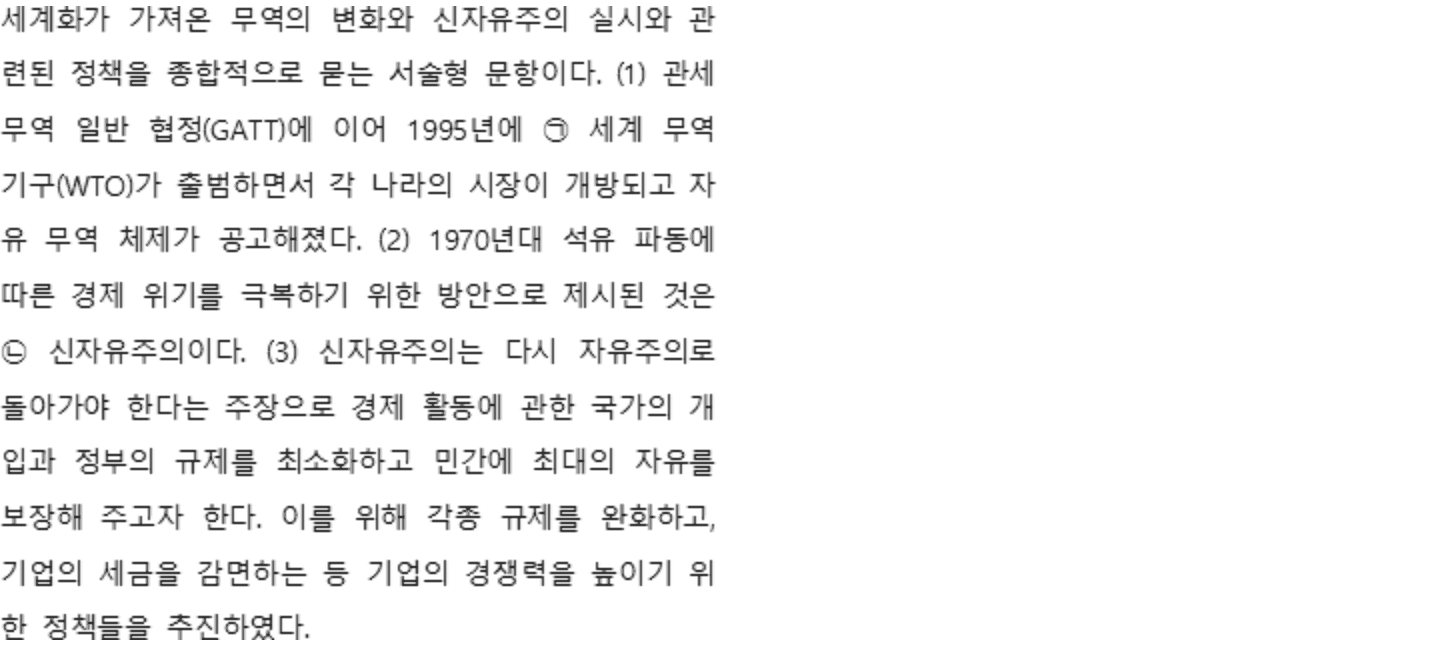 세계화가 가져온 무역의 변화와 신자유주의 실시와 관
련된 정책을 종합적으로 묻는 서술형 문항이다. (1) 관세
무역 일반 협정(GATT)에 이어 1995년에 ㉠ 세계 무역
기구(WTO)가 출범하면서 각 나라의 시장이 개방되고 자
유 무역 체제가 공고해졌다. (2) 1970년대 석유 파동에
따른 경제 위기를 극복하기 위한 방안으로 제시된 것은
㉡ 신자유주의이다. (3) 신자유주의는 다시 자유주의로
돌아가야 한다는 주장으로 경제 활동에 관한 국가의 개
입과 정부의 규제를 최소화하고 민간에 최대의 자유를
보장해 주고자 한다. 이를 위해 각종 규제를 완화하고,
기업의 세금을 감면하는 등 기업의 경쟁력을 높이기 위
한 정책들을 추진하였다.